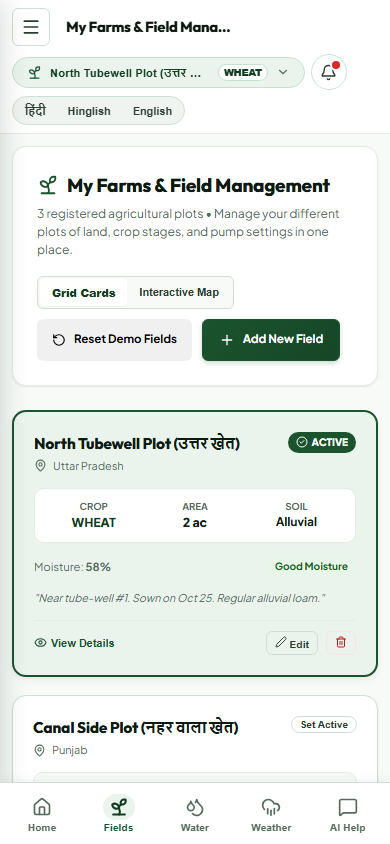 My Farms & Field Mana...
North Tubewell Plot (उत्तर ... WHEAT
हिंदी Hinglish English
My Farms & Field Management
3 registered agricultural plots • Manage your different
plots of land, crop stages, and pump settings in one
place.
Grid Cards Interactive Map
Reset Demo Fields Add New Field
North Tubewell Plot (उत्तर खेत) ACTIVE
Uttar Pradesh
CROP AREA SOIL
WHEAT 2 ac Alluvial
Moisture: 58% Good Moisture
"Near tube-well #1. Sown on Oct 25. Regular alluvial loam."
View Details Edit
Canal Side Plot (नहर वाला खेत) Set Active
Punjab
Home Fields Water Weather AI Help